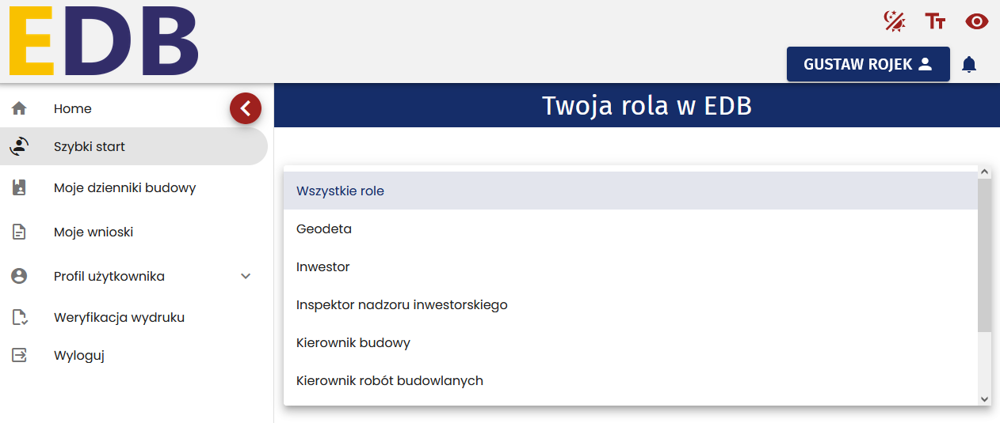 EDB
GUSTAW ROJEK
Home
Szybki start
Moje dzienniki budowy
Moje wnioski
Profil użytkownika
Weryfikacja wydruku
Wyloguj
Twoja rola w EDB
Wszystkie role
Geodeta
Inwestor
Inspektor nadzoru inwestorskiego
Kierownik budowy
Kierownik robót budowlanych